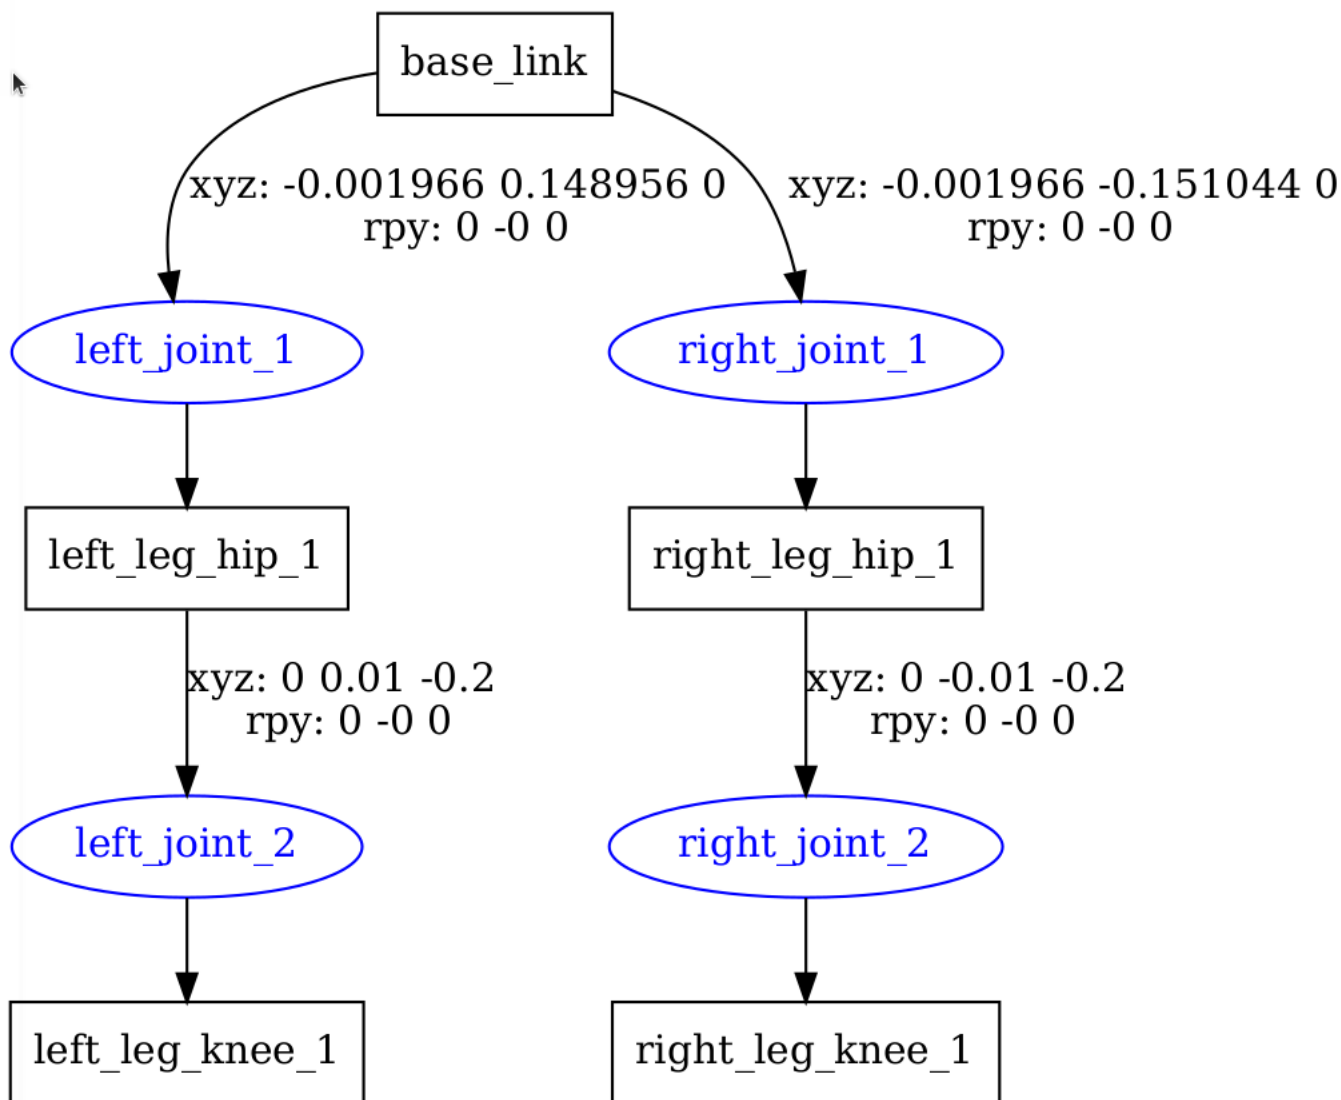 base_link
xyz: -0.001966 0.148956 0
rpy: 0 -0 0
xyz: -0.001966 -0.151044 0
rpy: 0 -0 0
left_joint_1
right_joint_1
left_leg_hip_1
right_leg_hip_1
xyz: 0 0.01 -0.2
rpy: 0 -0 0
xyz: 0 -0.01 -0.2
rpy: 0 -0 0
left_joint_2
right_joint_2
left_leg_knee_1
right_leg_knee_1